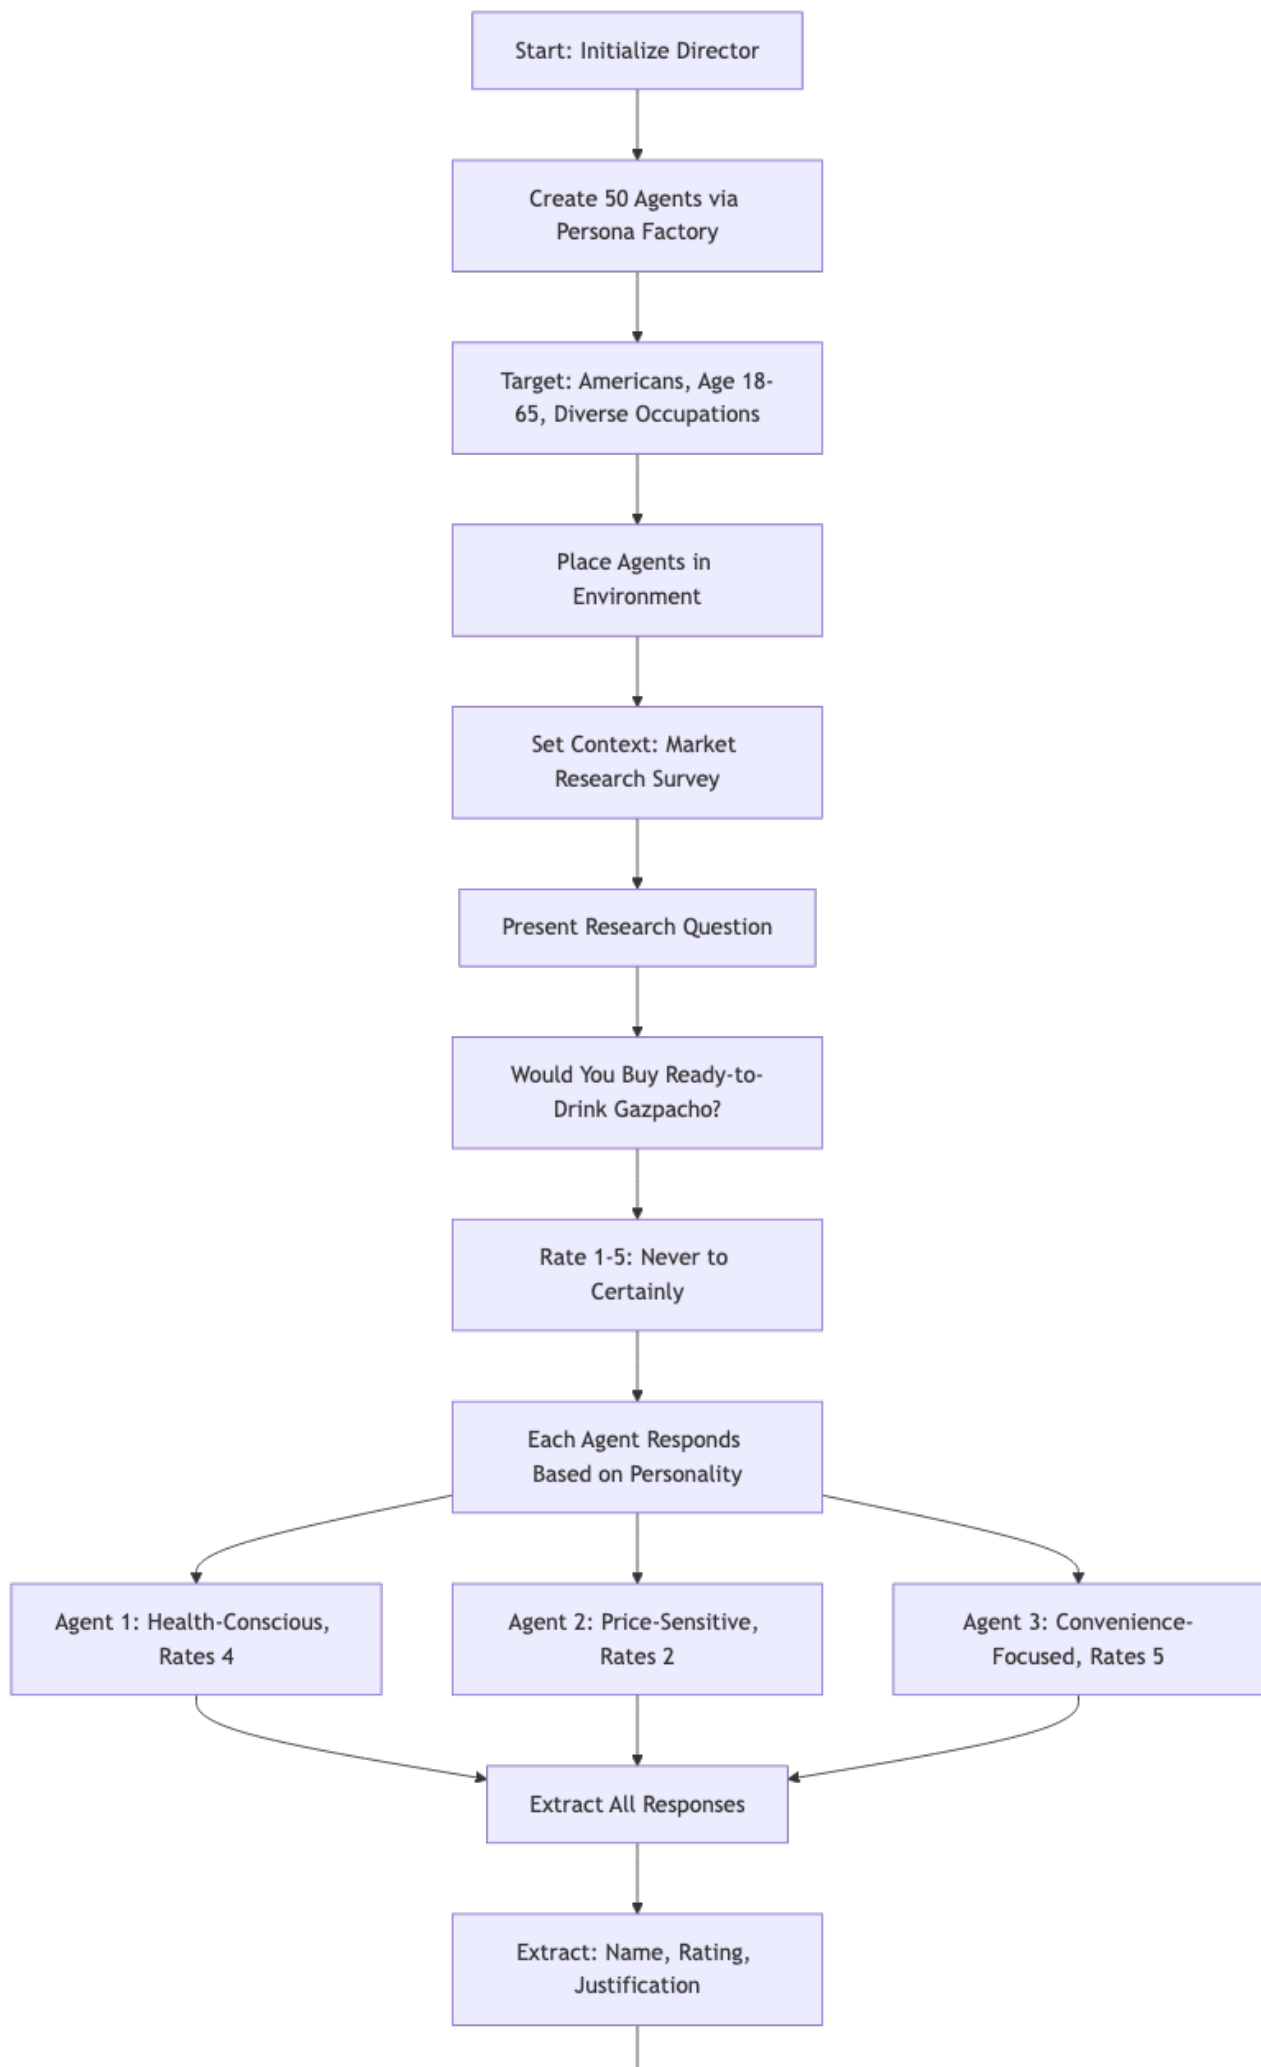 Start: Initialize Director
Create 50 Agents via
Persona Factory
Target: Americans, Age 18-
65, Diverse Occupations
Place Agents in
Environment
Set Context: Market
Research Survey
Present Research Question
Would You Buy Ready-to-
Drink Gazpacho?
Rate 1-5: Never to
Certainly
Each Agent Responds
Based on Personality
Agent 1: Health-Conscious,
Rates 4
Agent 2: Price-Sensitive,
Rates 2
Agent 3: Convenience-
Focused, Rates 5
Extract All Responses
Extract: Name, Rating,
Justification